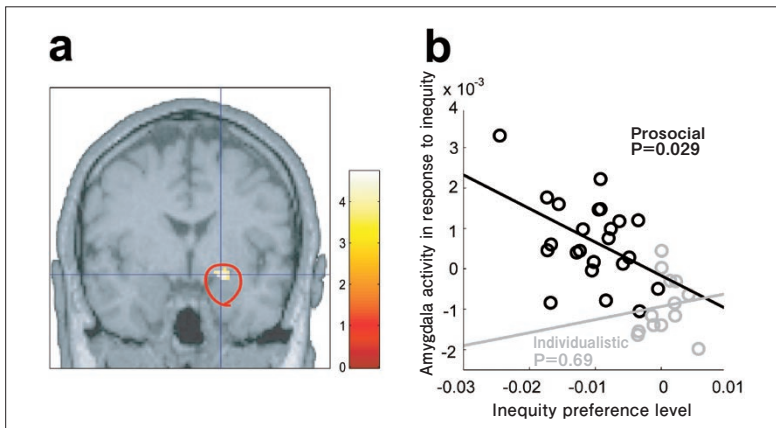 a
4
3
2
1
0
b
Amygdala activity in response to inequity
x 10⁻³
4
3
2
1
0
-1
-2
Prosocial
P=0.029
Individualistic
P=0.69
-0.03
-0.02
-0.01
0
0.01
Inequity preference level